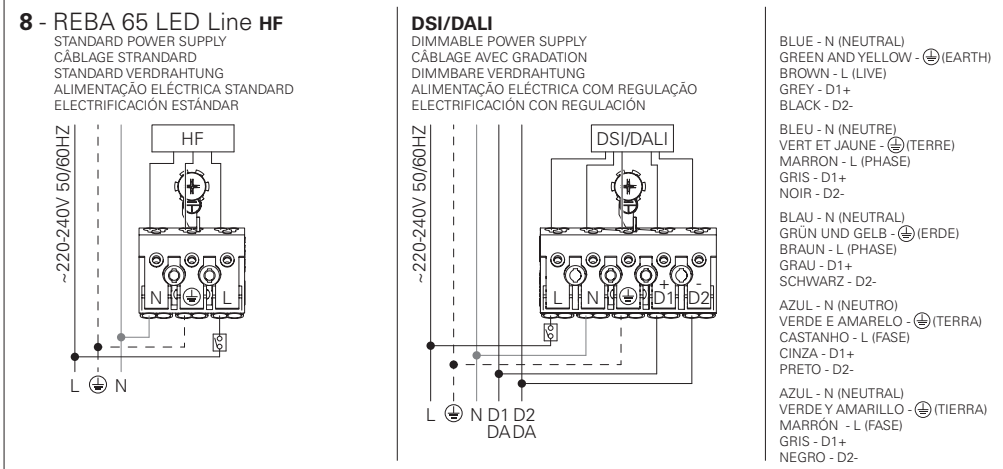 8 - REBA 65 LED Line HF
STANDARD POWER SUPPLY
CÂBLAGE STRANDARD
STANDARD VERDRAHTUNG
ALIMENTAÇÃO ELÉCTRICA STANDARD
ELECTRIFICACIÓN ESTÁNDAR
~220-240V 50/60HZ
HF
N L
L N
DSI/DALI
DIMMABLE POWER SUPPLY
CÂBLAGE AVEC GRADATION
DIMMBARE VERDRAHTUNG
ALIMENTAÇÃO ELÉCTRICA COM REGULAÇÃO
ELECTRIFICACIÓN CON REGULACIÓN
~220-240V 50/60HZ
DSI/DALI
+ -
L N D1 D2
L N D1 D2
DA DA
BLUE - N (NEUTRAL)
GREEN AND YELLOW - ⏚ (EARTH)
BROWN - L (LIVE)
GREY - D1+
BLACK - D2-
BLEU - N (NEUTRE)
VERT ET JAUNE - ⏚ (TERRE)
MARRON - L (PHASE)
GRIS - D1+
NOIR - D2-
BLAU - N (NEUTRAL)
GRÜN UND GELB - ⏚ (ERDE)
BRAUN - L (PHASE)
GRAU - D1+
SCHWARZ - D2-
AZUL - N (NEUTRO)
VERDE E AMARELO - ⏚ (TERRA)
CASTANHO - L (FASE)
CINZA - D1+
PRETO - D2-
AZUL - N (NEUTRAL)
VERDE Y AMARILLO - ⏚ (TIERRA)
MARRÓN - L (FASE)
GRIS - D1+
NEGRO - D2-